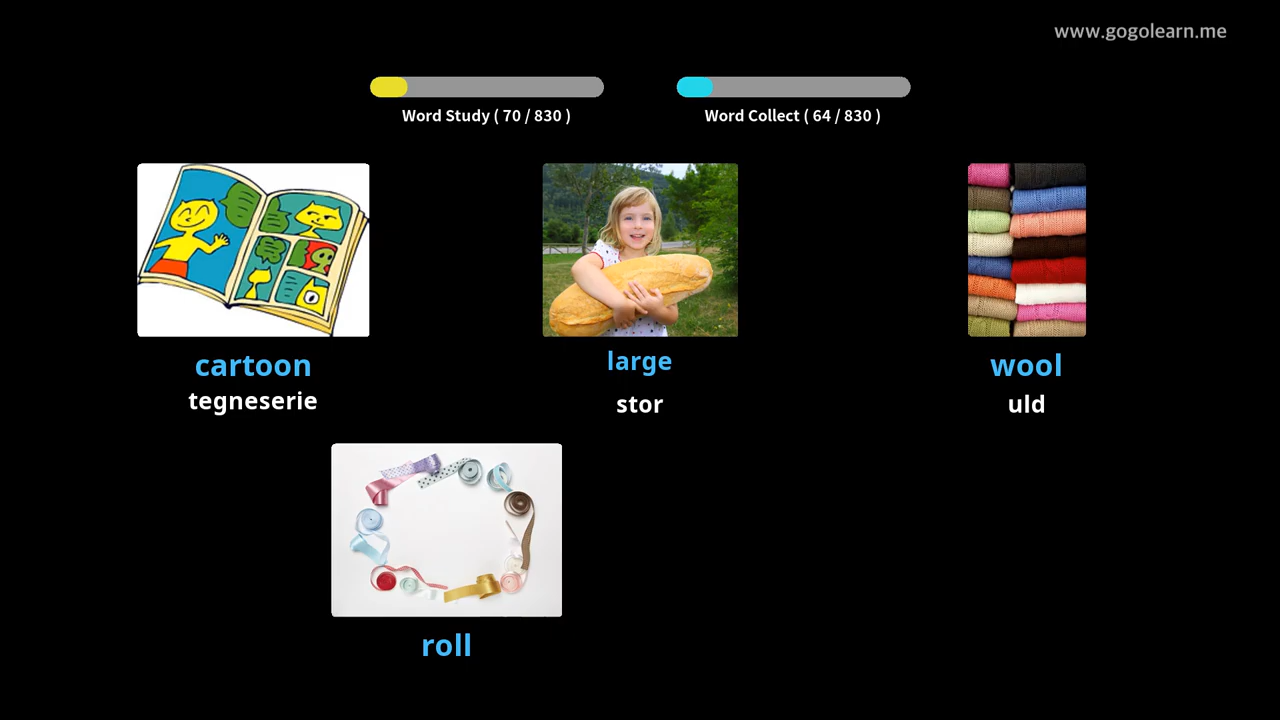 www.gogolearn.me
Word Study ( 70 / 830 )
Word Collect ( 64 / 830 )
cartoon
tegneserie
large
stor
wool
uld
roll